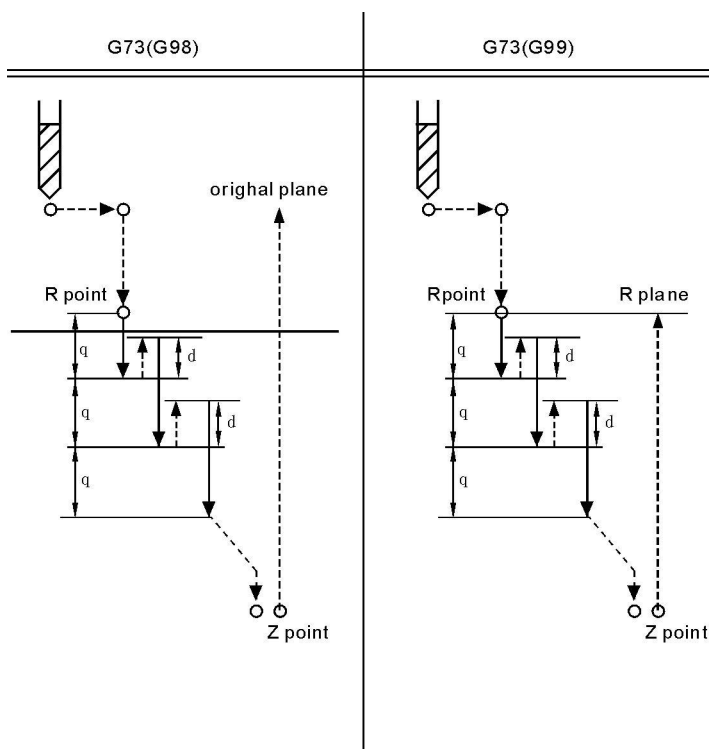 G73(G98)
G73(G99)
orighal plane
R point
q
d
q
d
q
Z point
Rpoint
R plane
q
d
q
d
q
Z point